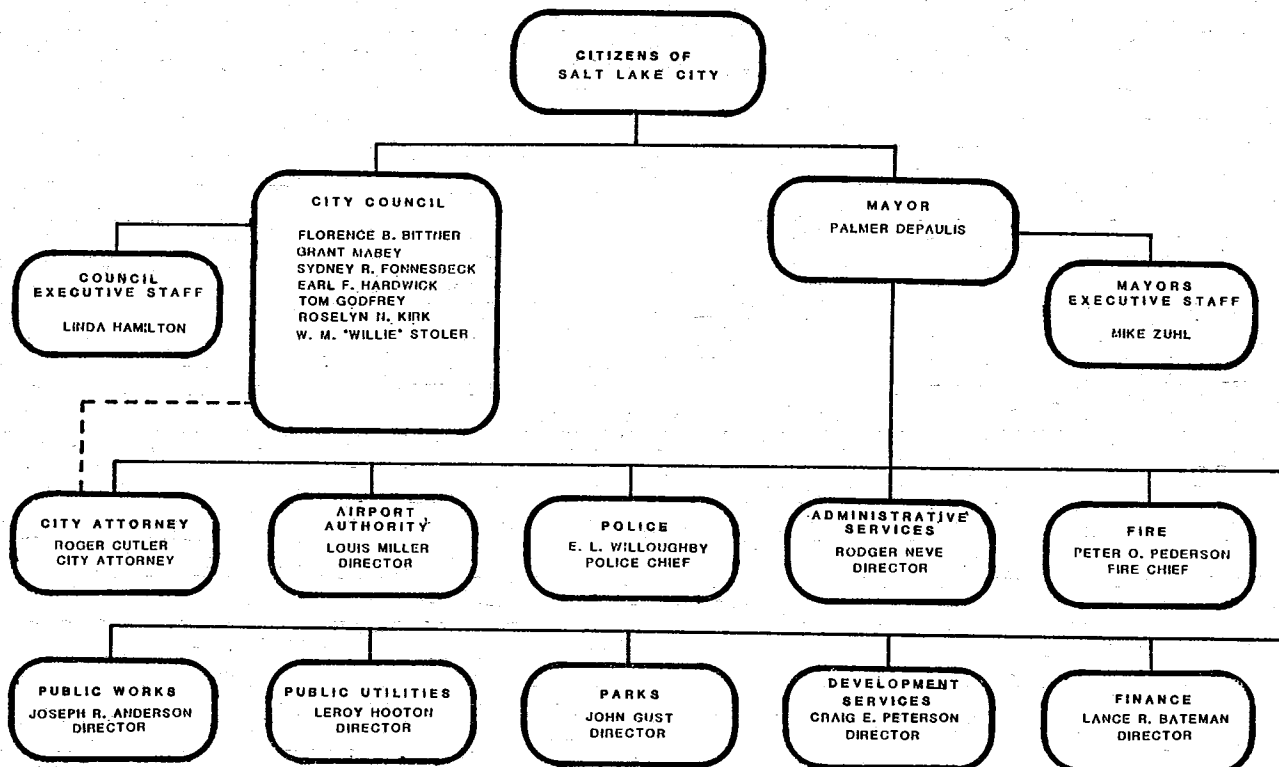 CITIZENS OF
SALT LAKE CITY
CITY COUNCIL
FLORENCE B. BITTNER
GRANT MABEY
SYDNEY R. FONNESBECK
EARL F. HARDWICK
TOM GODFREY
ROSELYN N. KIRK
W. M. "WILLIE" STOLER
MAYOR
PALMER DEPAULIS
COUNCIL
EXECUTIVE STAFF
LINDA HAMILTON
MAYORS
EXECUTIVE STAFF
MIKE ZUHL
CITY ATTORNEY
ROGER CUTLER
CITY ATTORNEY
AIRPORT
AUTHORITY
LOUIS MILLER
DIRECTOR
POLICE
E. L. WILLOUGHBY
POLICE CHIEF
ADMINISTRATIVE
SERVICES
RODGER NEVE
DIRECTOR
FIRE
PETER O. PEDERSON
FIRE CHIEF
PUBLIC WORKS
JOSEPH R. ANDERSON
DIRECTOR
PUBLIC UTILITIES
LEROY HOOTON
DIRECTOR
PARKS
JOHN GUST
DIRECTOR
DEVELOPMENT
SERVICES
CRAIG E. PETERSON
DIRECTOR
FINANCE
LANCE R. BATEMAN
DIRECTOR